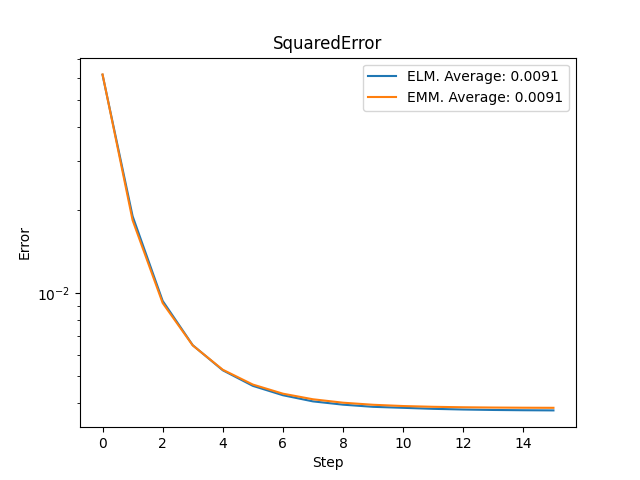 SquaredError
ELM. Average: 0.0091
EMM. Average: 0.0091
Error
10⁻²
0 2 4 6 8 10 12 14
Step